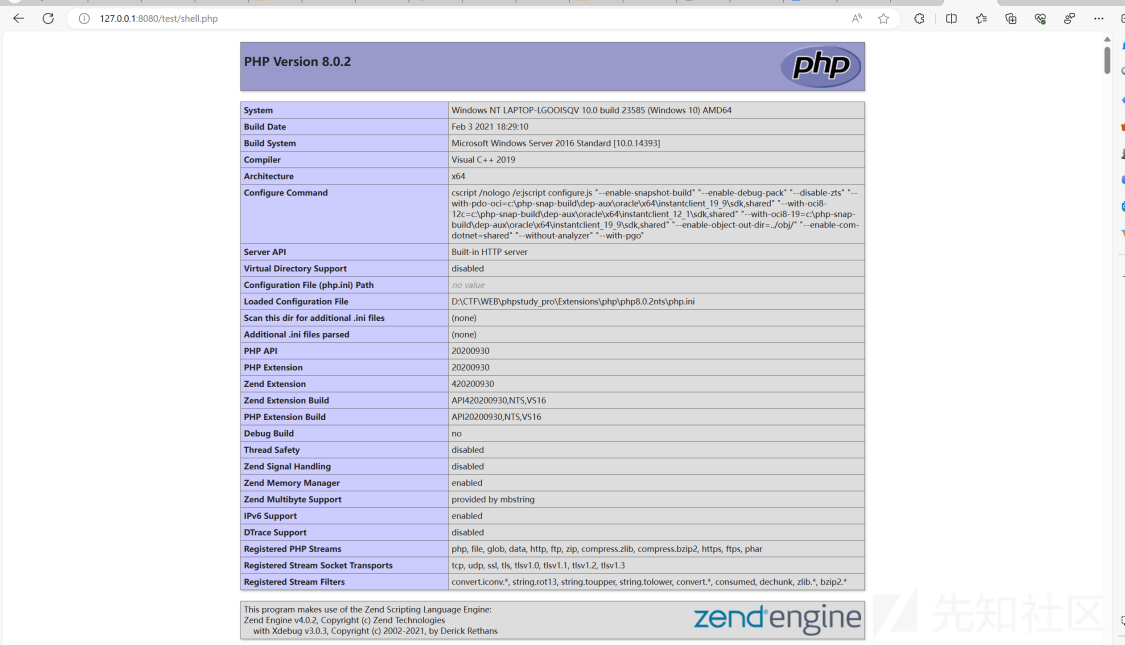 127.0.0.1:8080/test/shell.php
PHP Version 8.0.2
php
System Windows NT LAPTOP-LGOOISQV 10.0 build 23585 (Windows 10) AMD64
Build Date Feb 3 2021 18:29:10
Build System Microsoft Windows Server 2016 Standard [10.0.14393]
Compiler Visual C++ 2019
Architecture x64
Configure Command cscript /nologo /e:jscript configure.js "--enable-snapshot-build" "--enable-debug-pack" "--disable-zts" "--
with-pdo-oci=c:\php-snap-build\dep-aux\oracle\x64\instantclient_19_9\sdk,shared" "--with-oci8-
12c=c:\php-snap-build\dep-aux\oracle\x64\instantclient_12_1\sdk,shared" "--with-oci8-19=c:\php-snap-
build\dep-aux\oracle\x64\instantclient_19_9\sdk,shared" "--enable-object-out-dir=../obj/" "--enable-com-
dotnet=shared" "--without-analyzer" "--with-pgo"
Server API Built-in HTTP server
Virtual Directory Support disabled
Configuration File (php.ini) Path no value
Loaded Configuration File D:\CTF\WEB\phpstudy_pro\Extensions\php\php8.0.2nts\php.ini
Scan this dir for additional .ini files (none)
Additional .ini files parsed (none)
PHP API 20200930
PHP Extension 20200930
Zend Extension 420200930
Zend Extension Build API420200930,NTS,VS16
PHP Extension Build API20200930,NTS,VS16
Debug Build no
Thread Safety disabled
Zend Signal Handling disabled
Zend Memory Manager enabled
Zend Multibyte Support provided by mbstring
IPv6 Support enabled
DTrace Support disabled
Registered PHP Streams php, file, glob, data, http, ftp, zip, compress.zlib, compress.bzip2, https, ftps, phar
Registered Stream Socket Transports tcp, udp, ssl, tls, tlsv1.0, tlsv1.1, tlsv1.2, tlsv1.3
Registered Stream Filters convert.iconv.*, string.rot13, string.toupper, string.tolower, convert.*, consumed, dechunk, zlib.*, bzip2.*
This program makes use of the Zend Scripting Language Engine:
Zend Engine v4.0.2, Copyright (c) Zend Technologies
with Xdebug v3.0.3, Copyright (c) 2002-2021, by Derick Rethans
zend engine
先知社区